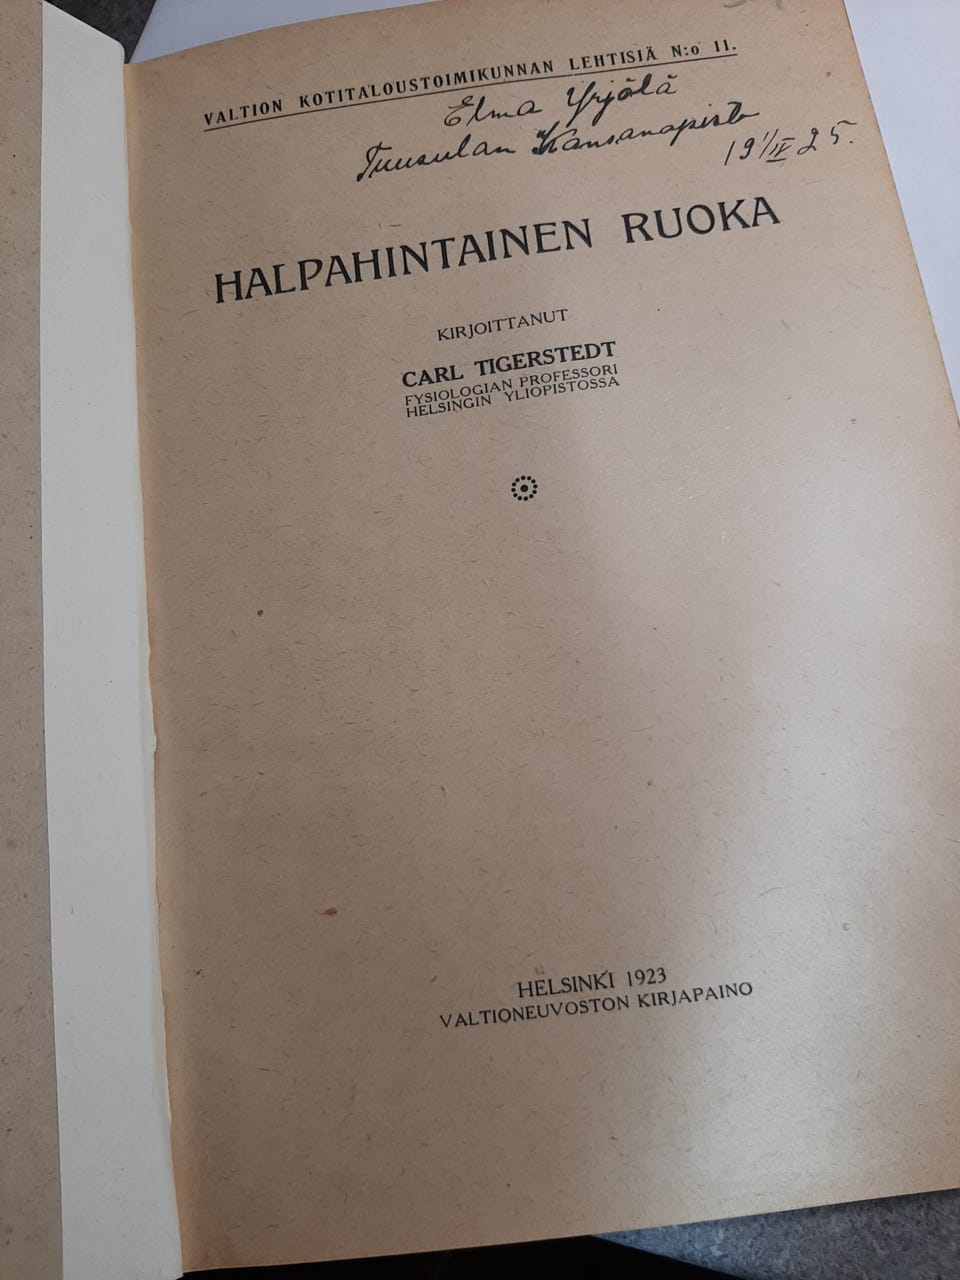 VALTION KOTITALOUSTOIMIKUNNAN LEHTISIÄ N:o 11.
Elma Yrjölä
Tuusulan Kansanopisto
19 1/IV 25.
HALPAHINTAINEN RUOKA
KIRJOITTANUT
CARL TIGERSTEDT
FYSIOLOGIAN PROFESSORI
HELSINGIN YLIOPISTOSSA
HELSINKI 1923
VALTIONEUVOSTON KIRJAPAINO